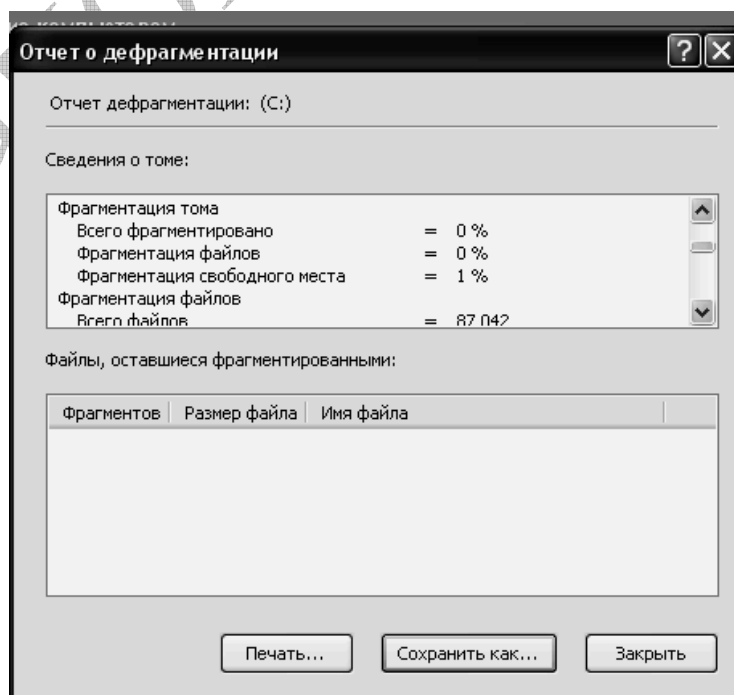 Отчет о дефрагментации
Отчет дефрагментации: (C:)
Сведения о томе:
Фрагментация тома
Всего фрагментировано = 0 %
Фрагментация файлов = 0 %
Фрагментация свободного места = 1 %
Фрагментация файлов
Всего файлов = 87 042
Файлы, оставшиеся фрагментированными:
Фрагментов Размер файла Имя файла
Печать... Сохранить как... Закрыть